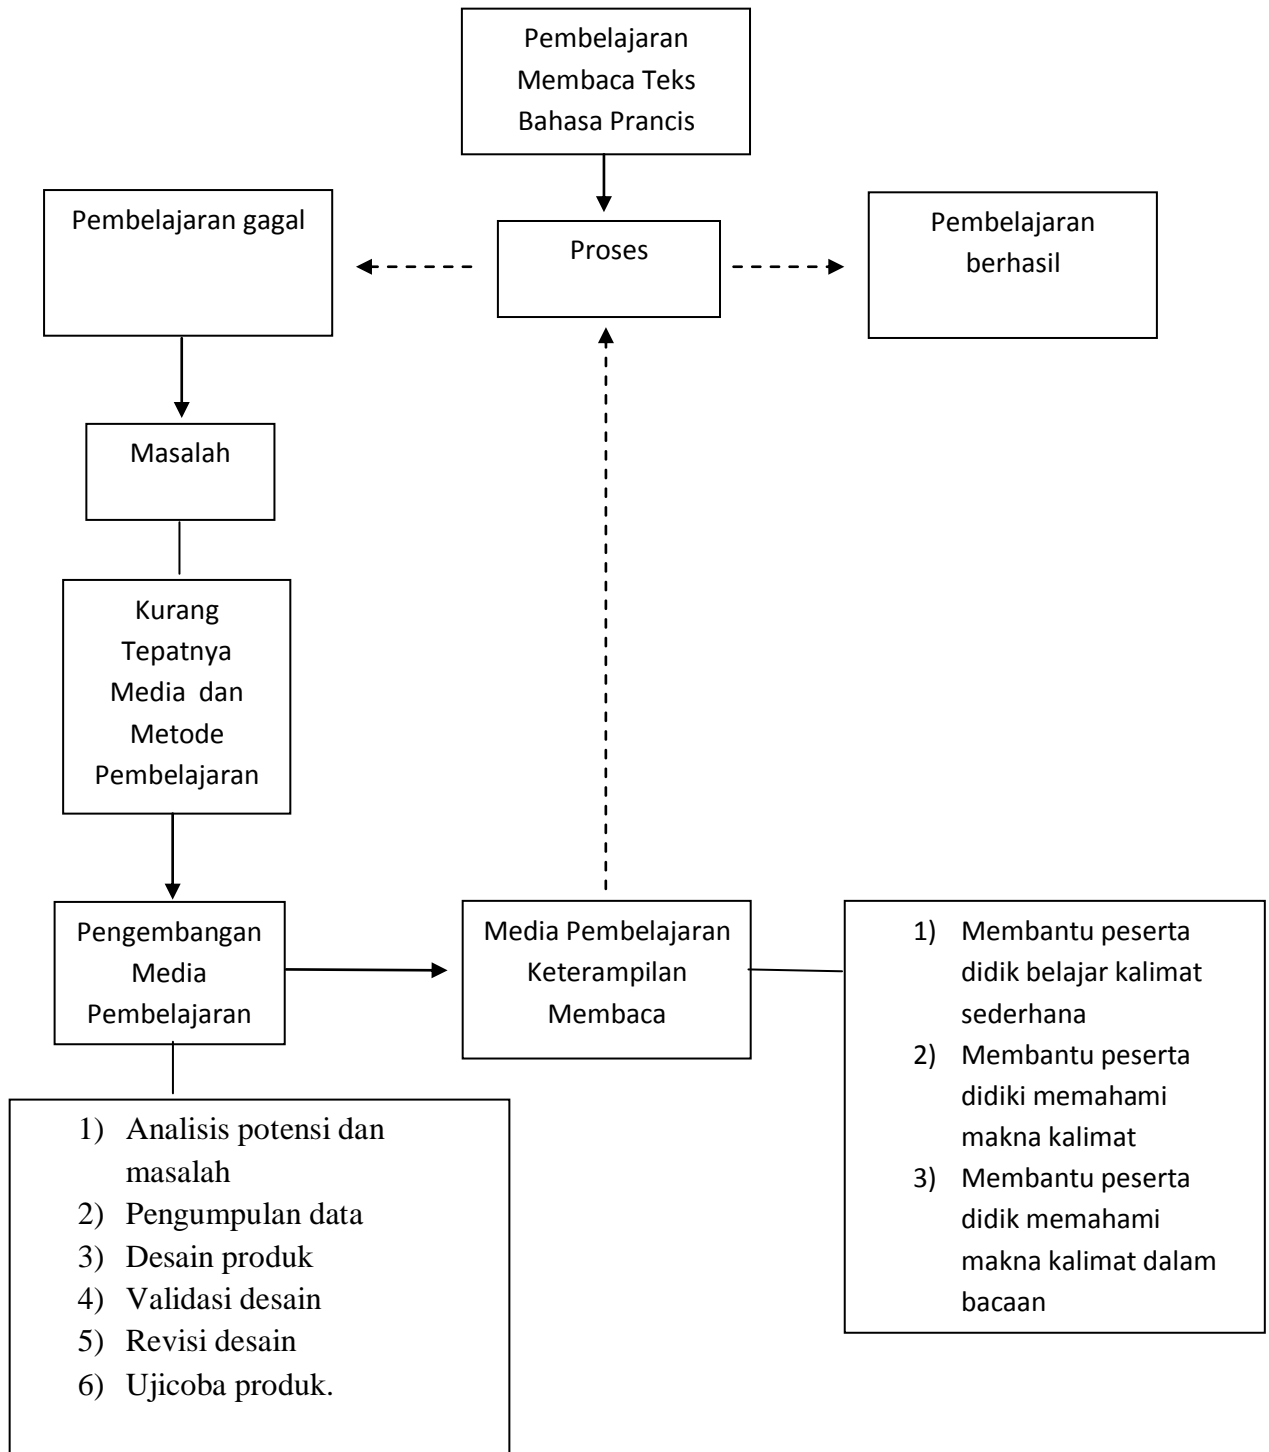 Pembelajaran
Membaca Teks
Bahasa Prancis
Pembelajaran gagal
Proses
Pembelajaran
berhasil
Masalah
Kurang
Tepatnya
Media dan
Metode
Pembelajaran
Pengembangan
Media
Pembelajaran
Media Pembelajaran
Keterampilan
Membaca
1) Membantu peserta
didik belajar kalimat
sederhana
2) Membantu peserta
didiki memahami
makna kalimat
3) Membantu peserta
didik memahami
makna kalimat dalam
bacaan
1) Analisis potensi dan
masalah
2) Pengumpulan data
3) Desain produk
4) Validasi desain
5) Revisi desain
6) Ujicoba produk.